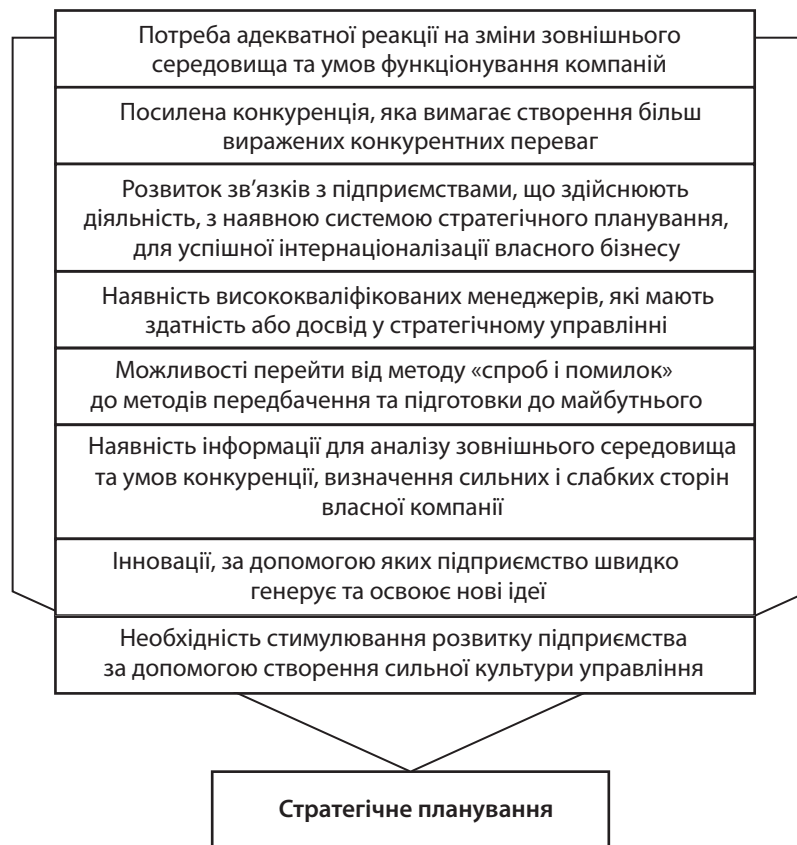 Потреба адекватної реакції на зміни зовнішнього
середовища та умов функціонування компаній
Посилена конкуренція, яка вимагає створення більш
виражених конкурентних переваг
Розвиток зв’язків з підприємствами, що здійснюють
діяльність, з наявною системою стратегічного планування,
для успішної інтернаціоналізації власного бізнесу
Наявність висококваліфікованих менеджерів, які мають
здатність або досвід у стратегічному управлінні
Можливості перейти від методу «спроб і помилок»
до методів передбачення та підготовки до майбутнього
Наявність інформації для аналізу зовнішнього середовища
та умов конкуренції, визначення сильних і слабких сторін
власної компанії
Інновації, за допомогою яких підприємство швидко
генерує та освоює нові ідеї
Необхідність стимулювання розвитку підприємства
за допомогою створення сильної культури управління
Стратегічне планування